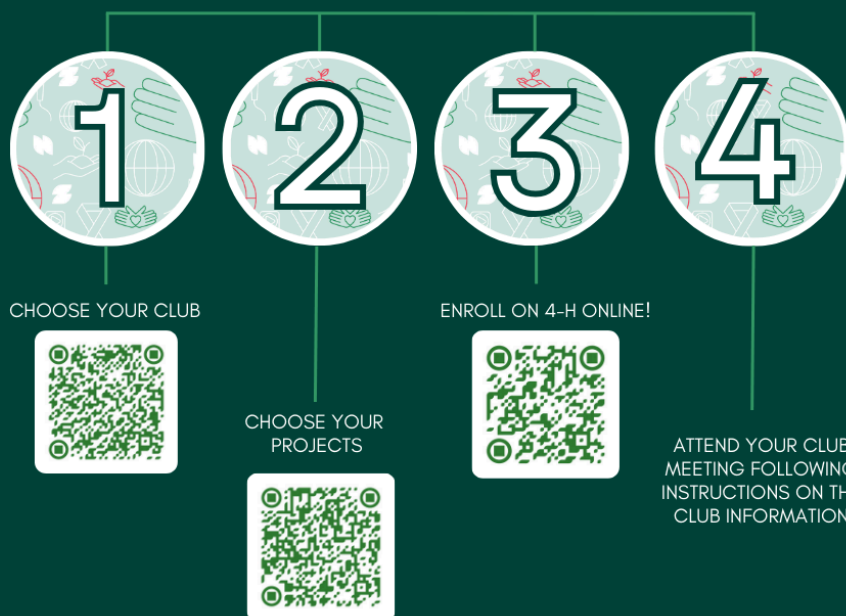 1
2
3
4
CHOOSE YOUR CLUB
ENROLL ON 4-H ONLINE!
CHOOSE YOUR
PROJECTS
ATTEND YOUR CLUB
MEETING FOLLOWING
INSTRUCTIONS ON TH
CLUB INFORMATION